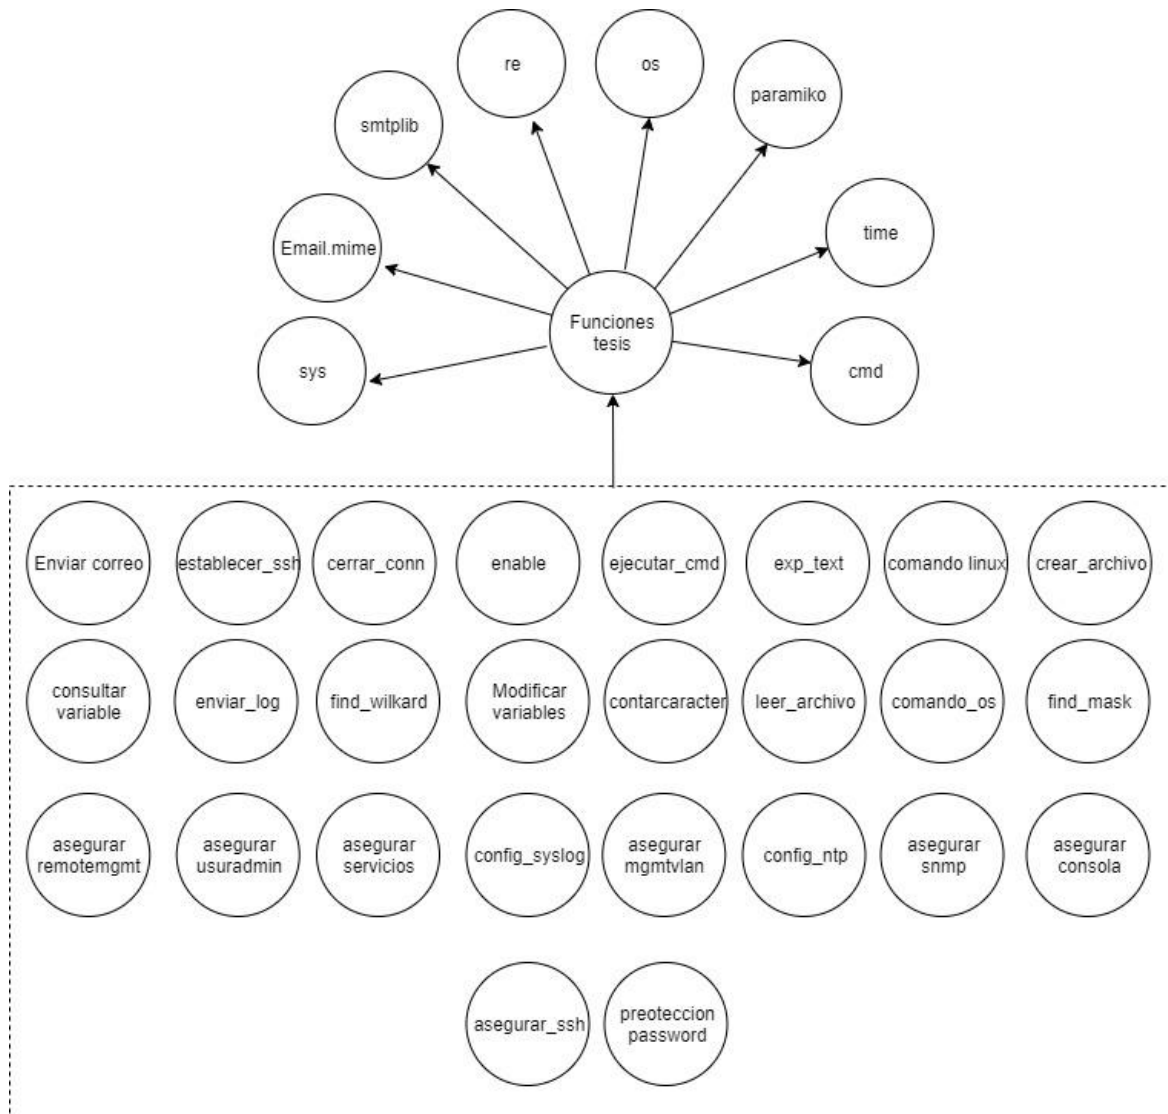 re
os
paramiko
smtplib
Email.mime
time
sys
Funciones
tesis
cmd
Enviar correo
establecer_ssh
cerrar_conn
enable
ejecutar_cmd
exp_text
comando linux
crear_archivo
consultar
variable
enviar_log
find_wilkard
Modificar
variables
contarcaracter
leer_archivo
comando_os
find_mask
asegurar
remotemgmt
asegurar
usuradmin
asegurar
servicios
config_syslog
asegurar
mgmtvlan
config_ntp
asegurar
snmp
asegurar
consola
asegurar_ssh
preoteccion
password